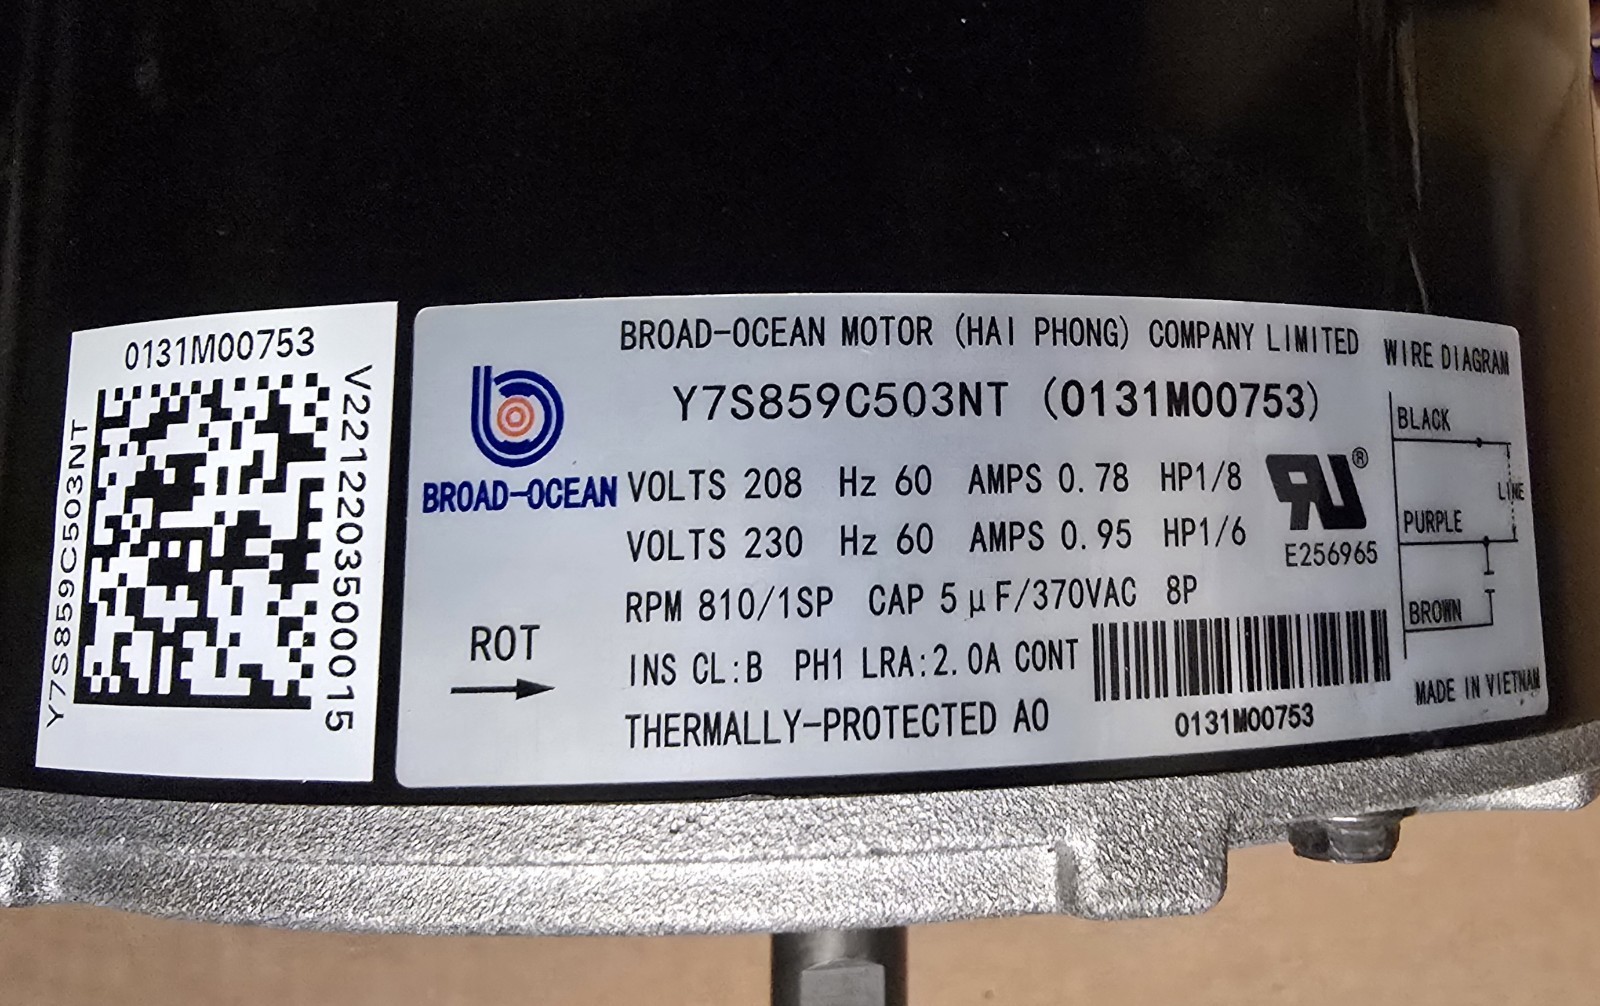 0131M00753
V221220350015
Y7S859C503NT
BROAD-OCEAN
ROT
BROAD-OCEAN MOTOR (HAI PHONG) COMPANY LIMITED
Y7S859C503NT (0131M00753)
VOLTS 208 Hz 60 AMPS 0.78 HP1/8
VOLTS 230 Hz 60 AMPS 0.95 HP1/6
RPM 810/1SP CAP 5μF/370VAC 8P
INS CL:B PH1 LRA:2.0A CONT
THERMALLY-PROTECTED AO
RU®
E256965
0131M00753
WIRE DIAGRAM
BLACK
LINE
PURPLE
BROWN
MADE IN VIETNAM